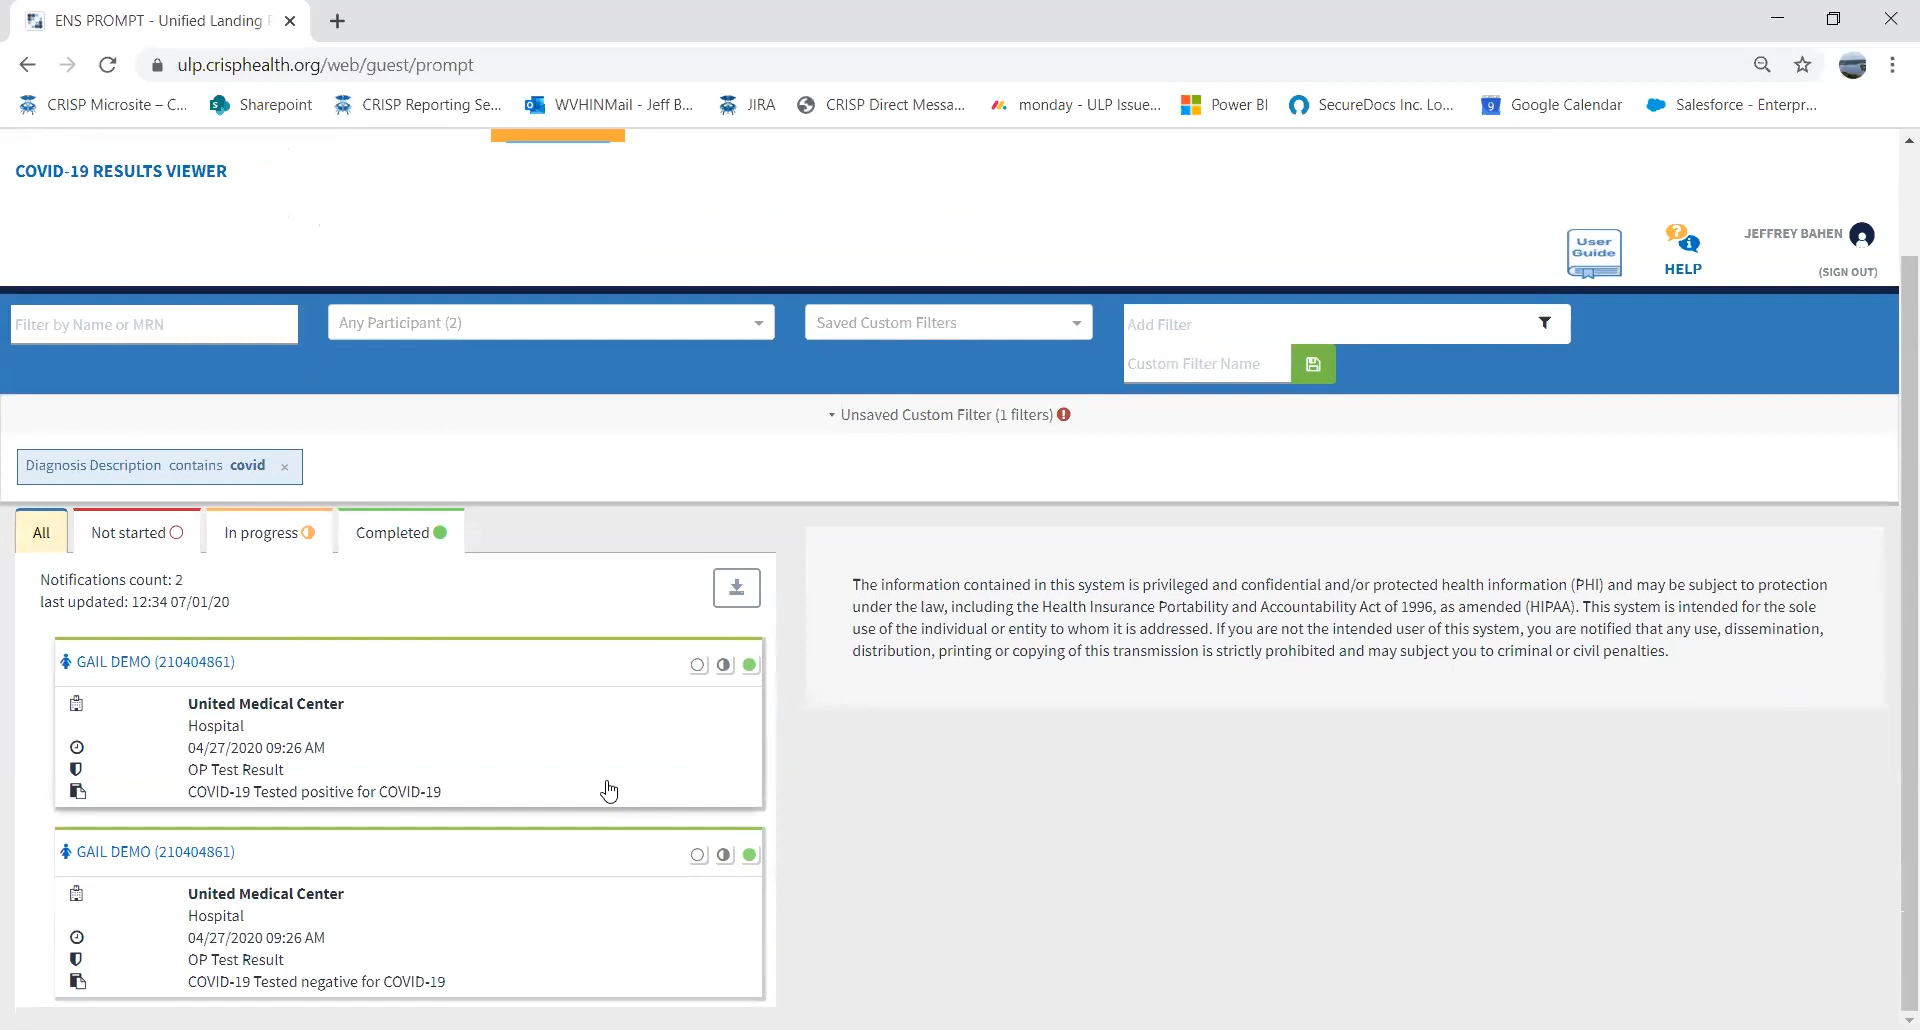 ENS PROMPT - Unified Landing
ulp.crisphealth.org/web/guest/prompt
CRISP Microsite – C...
Sharepoint
CRISP Reporting Se...
WVHINMail - Jeff B...
JIRA
CRISP Direct Messa...
monday - ULP Issue...
Power BI
SecureDocs Inc. Lo...
9
Google Calendar
Salesforce - Enterpr...
COVID-19 RESULTS VIEWER
User
Guide
HELP
JEFFREY BAHEN
(SIGN OUT)
Filter by Name or MRN
Any Participant (2)
Saved Custom Filters
Add Filter
Custom Filter Name
Unsaved Custom Filter (1 filters)
Diagnosis Description contains covid ×
All
Not started
In progress
Completed
Notifications count: 2
last updated: 12:34 07/01/20
GAIL DEMO (210404861)
United Medical Center
Hospital
04/27/2020 09:26 AM
OP Test Result
COVID-19 Tested positive for COVID-19
GAIL DEMO (210404861)
United Medical Center
Hospital
04/27/2020 09:26 AM
OP Test Result
COVID-19 Tested negative for COVID-19
The information contained in this system is privileged and confidential and/or protected health information (PHI) and may be subject to protection
under the law, including the Health Insurance Portability and Accountability Act of 1996, as amended (HIPAA). This system is intended for the sole
use of the individual or entity to whom it is addressed. If you are not the intended user of this system, you are notified that any use, dissemination,
distribution, printing or copying of this transmission is strictly prohibited and may subject you to criminal or civil penalties.